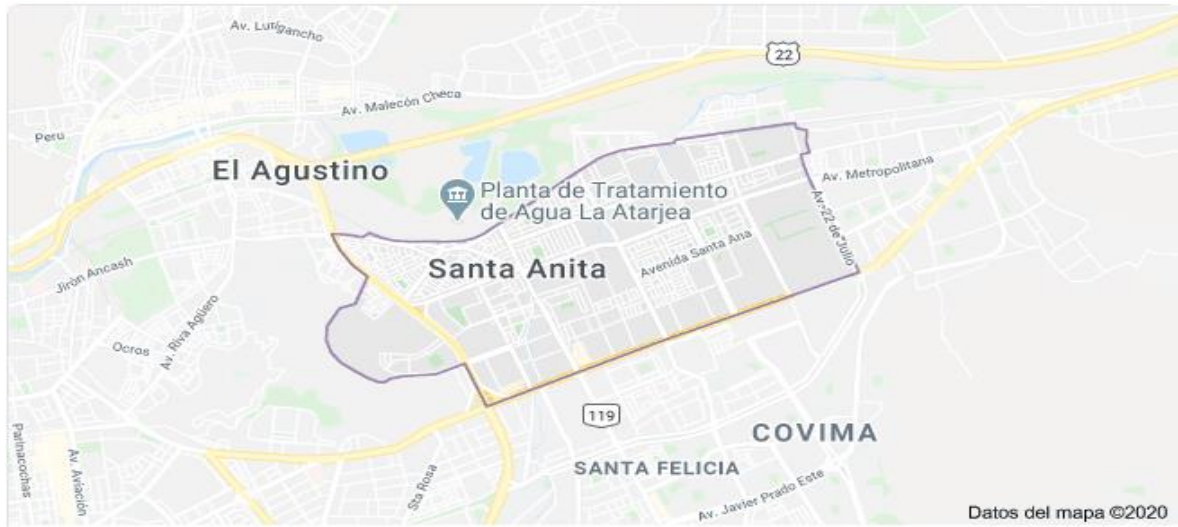 Av. Lurigancho
22
Av. Malecón Checa
Peru
El Agustino
Av. Metropolitana
Planta de Tratamiento
de Agua La Atarjea
Av. 22 de Julio
Avenida Santa Ana
Santa Anita
Jirón Ancash
Av. Riva Agüero
Ocros
119
COVIMA
Parinacochas
Av. Aviación
Sta Rosa
SANTA FELICIA
Av. Javier Prado Este
Datos del mapa ©2020